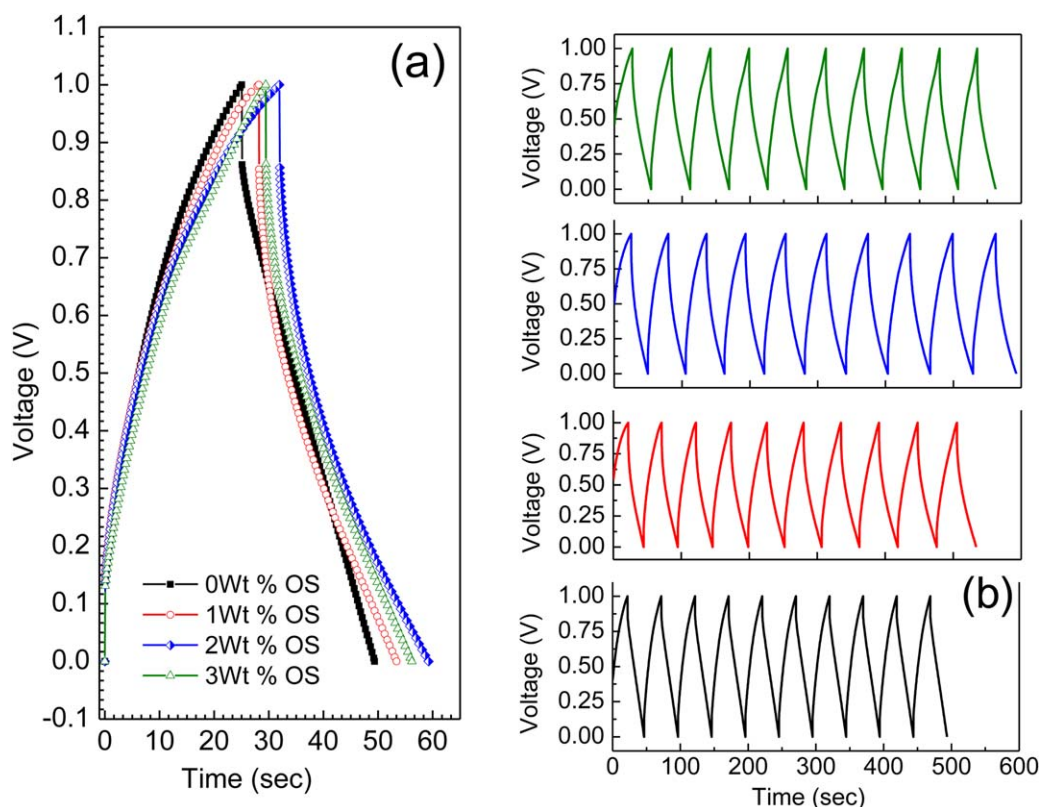 (a)
1.1
1.0
0.9
0.8
0.7
0.6
0.5
0.4
0.3
0.2
0.1
0.0
-0.1
Voltage (V)
0Wt % OS
1Wt % OS
2Wt % OS
3Wt % OS
0 10 20 30 40 50 60
Time (sec)
1.00
0.75
0.50
0.25
0.00
Voltage (V)
1.00
0.75
0.50
0.25
0.00
Voltage (V)
1.00
0.75
0.50
0.25
0.00
Voltage (V)
(b)
1.00
0.75
0.50
0.25
0.00
Voltage (V)
0 100 200 300 400 500 600
Time (sec)